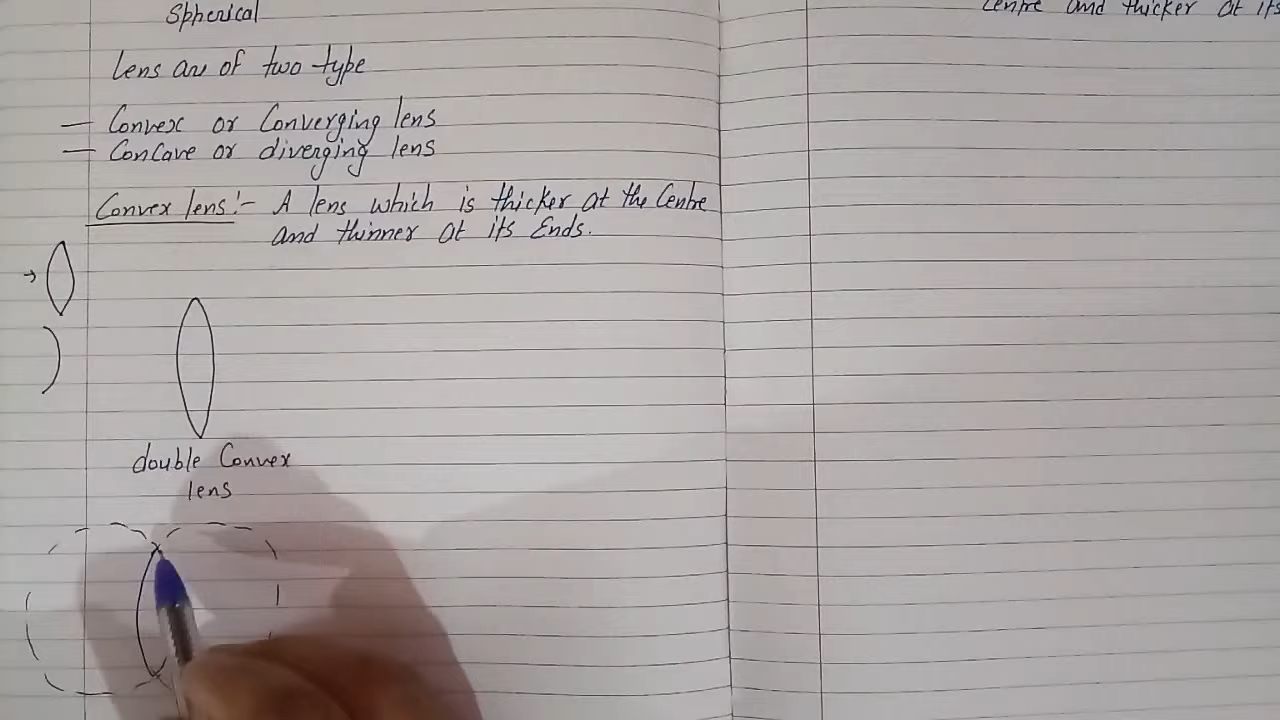 Spherical
lens are of two type
— Convex or Converging lens
— Concave or diverging lens
Convex lens:- A lens which is thicker at the Centre
and thinner at its Ends.
double Convex
lens
Centre and thicker at its